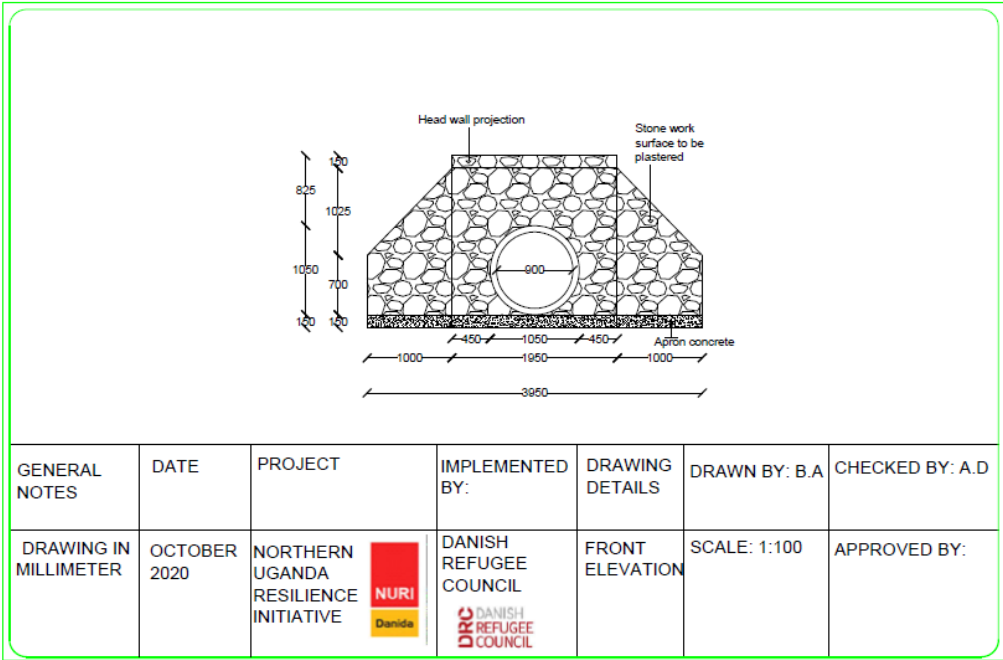 Head wall projection
Stone work
surface to be
plastered
150
825
1025
1050
900
700
150
150
450
1050
450
Apron concrete
1000
1950
1000
3950
GENERAL
NOTES
DATE
PROJECT
IMPLEMENTED
BY:
DRAWING
DETAILS
DRAWN BY: B.A
CHECKED BY: A.D
DRAWING IN
MILLIMETER
OCTOBER
2020
NORTHERN
UGANDA
RESILIENCE
INITIATIVE
NURI
Danida
DANISH
REFUGEE
COUNCIL
DRC
DANISH
REFUGEE
COUNCIL
FRONT
ELEVATION
SCALE: 1:100
APPROVED BY: